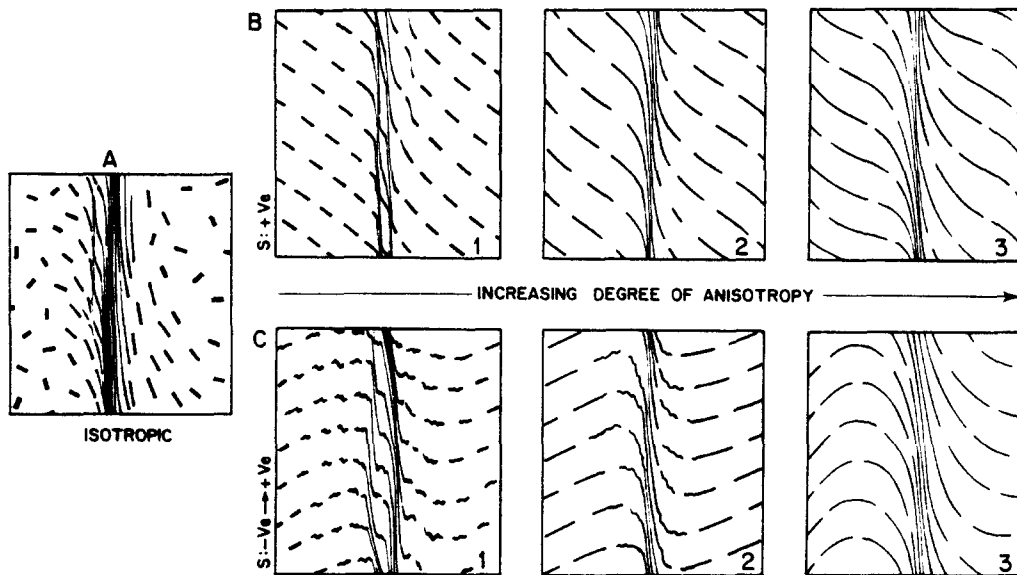 A
ISOTROPIC
B
S:+Ve
1
2
3
INCREASING DEGREE OF ANISOTROPY
C
S:-Ve→+Ve
1
2
3